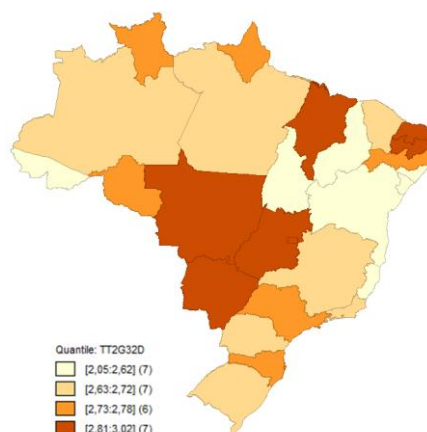 Quantile: TT2G32D
[2,05:2,62] (7)
[2,63:2,72] (7)
[2,73:2,78] (6)
[2,81:3,02] (7)